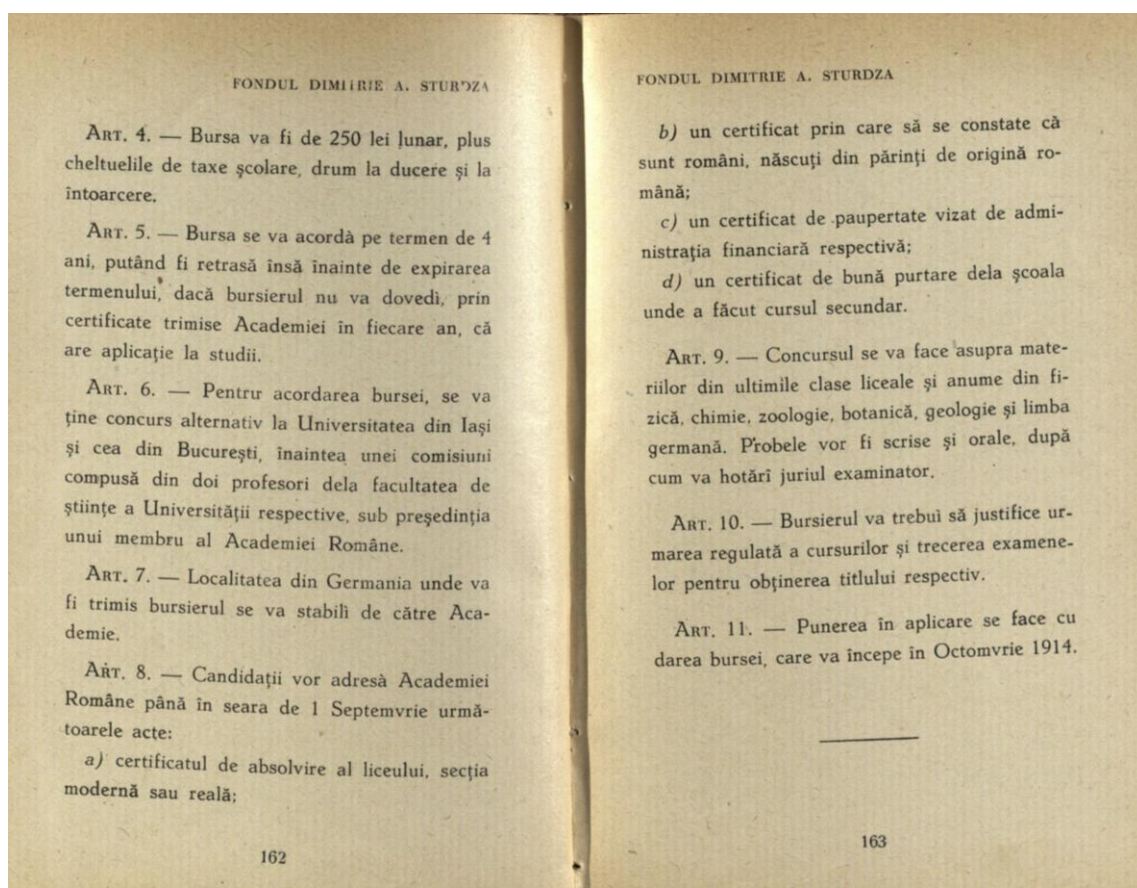 FONDUL DIMITRIE A. STURDZA
ART. 4. — Bursa va fi de 250 lei lunar, plus
cheltuelile de taxe școlare, drum la ducere și la
întoarcere.
ART. 5. — Bursa se va acordà pe termen de 4
ani, putând fi retrasă însă înainte de expirarea
termenului, dacă bursierul nu va dovedì, prin
certificate trimise Academiei în fiecare an, că
are aplicație la studii.
ART. 6. — Pentru acordarea bursei, se va
ține concurs alternativ la Universitatea din Iași
și cea din București, înaintea unei comisiuni
compusă din doi profesori dela facultatea de
științe a Universității respective, sub președinția
unui membru al Academiei Române.
ART. 7. — Localitatea din Germania unde va
fi trimis bursierul se va stabilì de către Aca-
demie.
ART. 8. — Candidații vor adresà Academiei
Române până în seara de 1 Septemvrie urmă-
toarele acte:
a) certificatul de absolvire al liceului, secția
modernă sau reală;
162
FONDUL DIMITRIE A. STURDZA
b) un certificat prin care să se constate că
sunt români, născuți din părinți de origină ro-
mână;
c) un certificat de paupertate vizat de admi-
nistrația financiară respectivă;
d) un certificat de bună purtare dela școala
unde a făcut cursul secundar.
ART. 9. — Concursul se va face asupra mate-
riilor din ultimile clase liceale și anume din fi-
zică, chimie, zoologie, botanică, geologie și limba
germană. Probele vor fi scrise și orale, după
cum va hotărî juriul examinator.
ART. 10. — Bursierul va trebuì să justifice ur-
marea regulată a cursurilor și trecerea examene-
lor pentru obținerea titlului respectiv.
ART. 11. — Punerea în aplicare se face cu
darea bursei, care va începe în Octomvrie 1914.
163